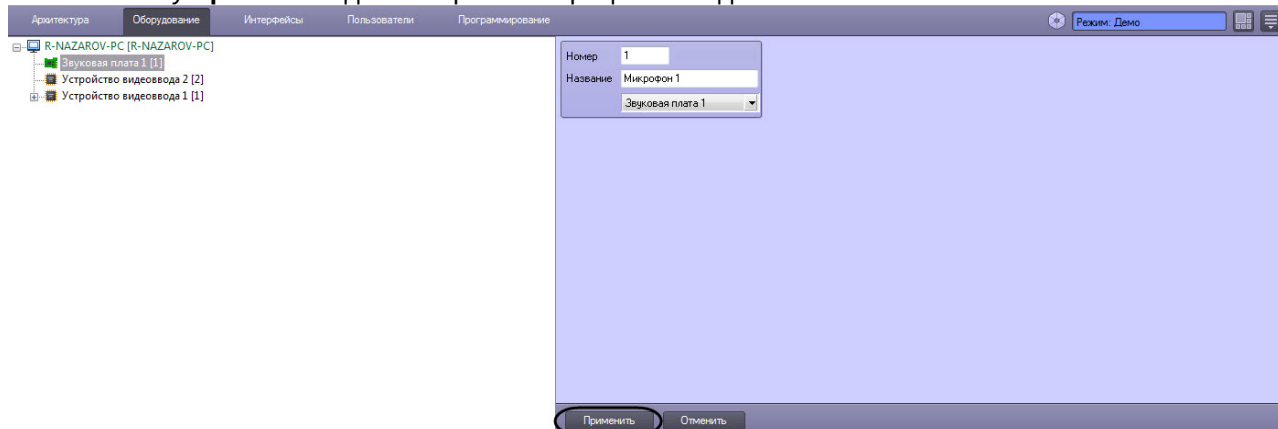 Архитектура Оборудование Интерфейсы Пользователи Программирование Режим: Демо
R-NAZAROV-PC [R-NAZAROV-PC]
Звуковая плата 1 [1]
Устройство видеоввода 2 [2]
Устройство видеоввода 1 [1]
Номер 1
Название Микрофон 1
Звуковая плата 1
Применить Отменить